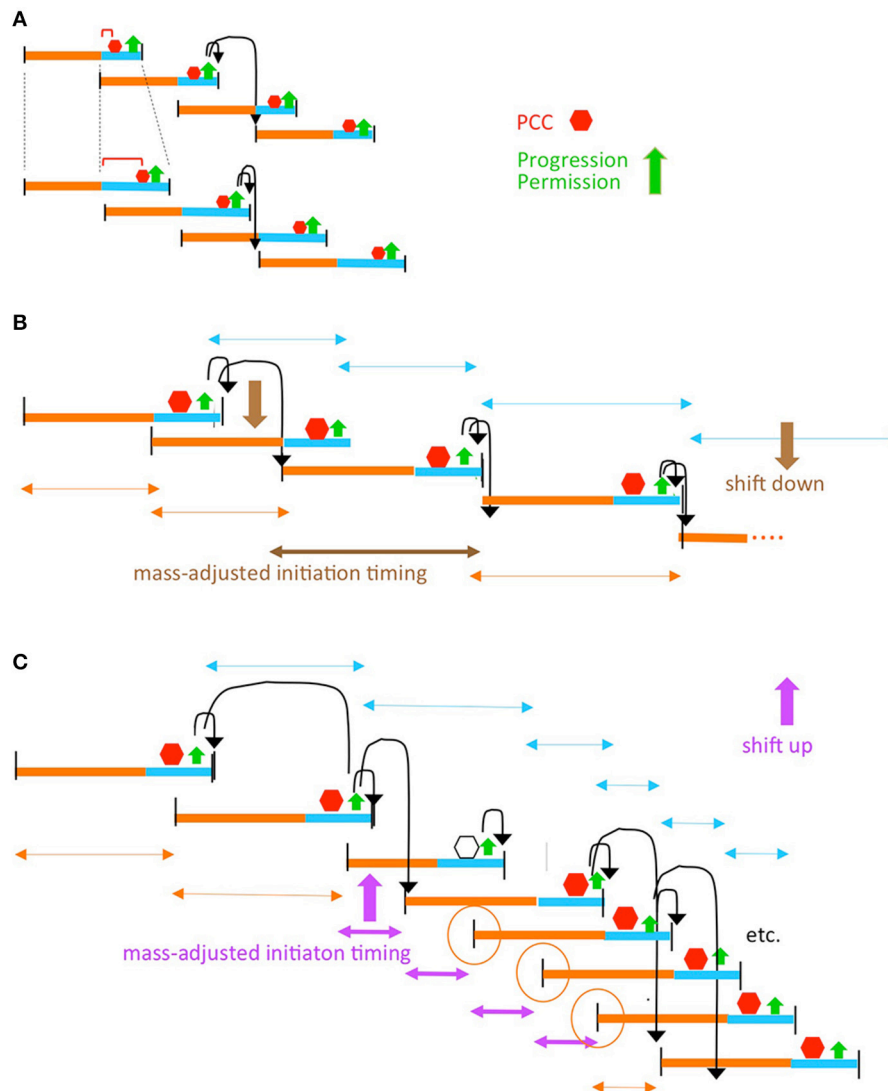 A
PCC
Progression
Permission
B
shift down
mass-adjusted initiation timing
C
shift up
mass-adjusted initiaton timing
etc.